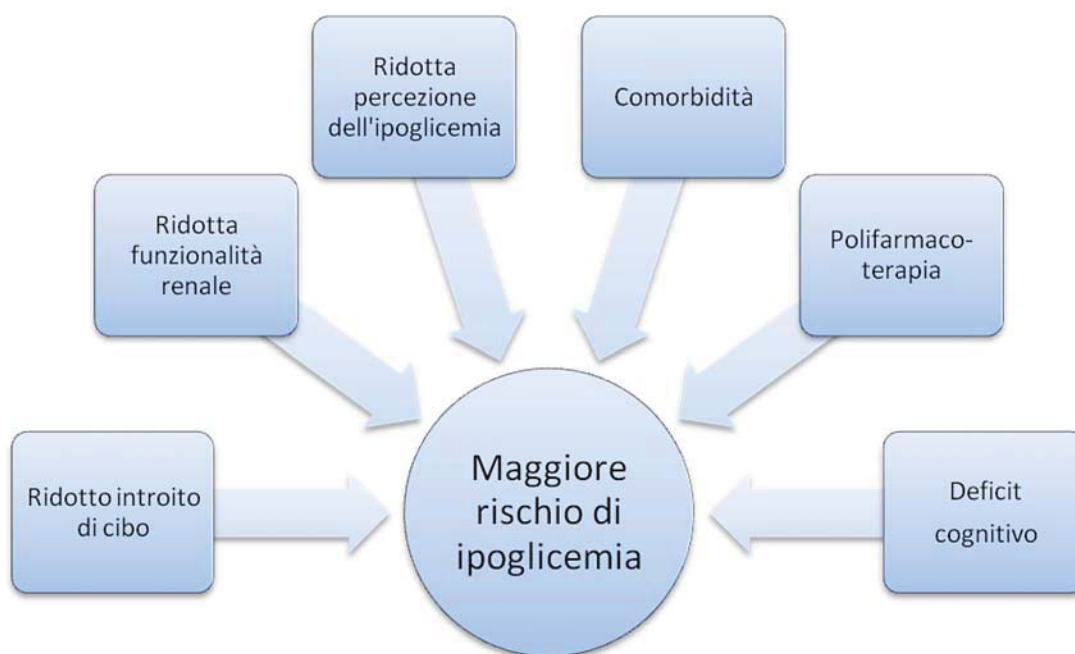 Ridotto introito
di cibo
Ridotta
funzionalità
renale
Ridotta
percezione
dell'ipoglicemia
Comorbidità
Polifarmaco-
terapia
Deficit
cognitivo
Maggiore
rischio di
ipoglicemia